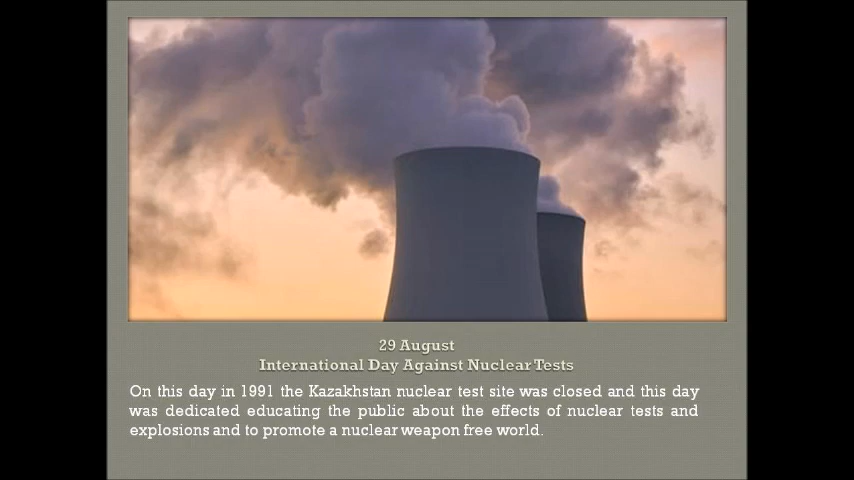 29 August
International Day Against Nuclear Tests
On this day in 1991 the Kazakhstan nuclear test site was closed and this day
was dedicated educating the public about the effects of nuclear tests and
explosions and to promote a nuclear weapon free world.